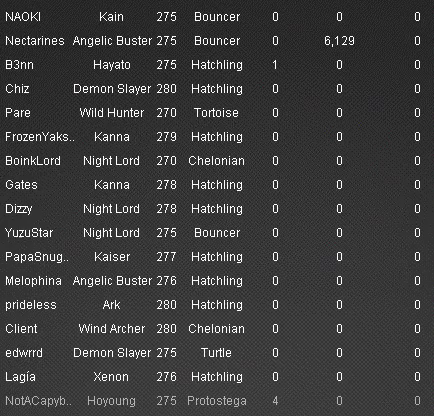 NAOKI Kain 275 Bouncer 0 0 0
Nectarines Angelic Buster 275 Bouncer 0 6,129 0
B3nn Hayato 275 Hatchling 1 0 0
Chiz Demon Slayer 280 Hatchling 0 0 0
Pare Wild Hunter 270 Tortoise 0 0 0
FrozenYaks.. Kanna 279 Hatchling 0 0 0
BoinkLord Night Lord 270 Chelonian 0 0 0
Gates Kanna 278 Hatchling 0 0 0
Dizzy Night Lord 278 Hatchling 0 0 0
YuzuStar Night Lord 275 Bouncer 0 0 0
PapaSnug.. Kaiser 277 Hatchling 0 0 0
Melophina Angelic Buster 276 Hatchling 0 0 0
prideless Ark 280 Hatchling 0 0 0
Client Wind Archer 280 Chelonian 0 0 0
edwrrd Demon Slayer 275 Turtle 0 0 0
Lagía Xenon 276 Hatchling 0 0 0
NotACapyb.. Hoyoung 275 Protostega 4 0 0